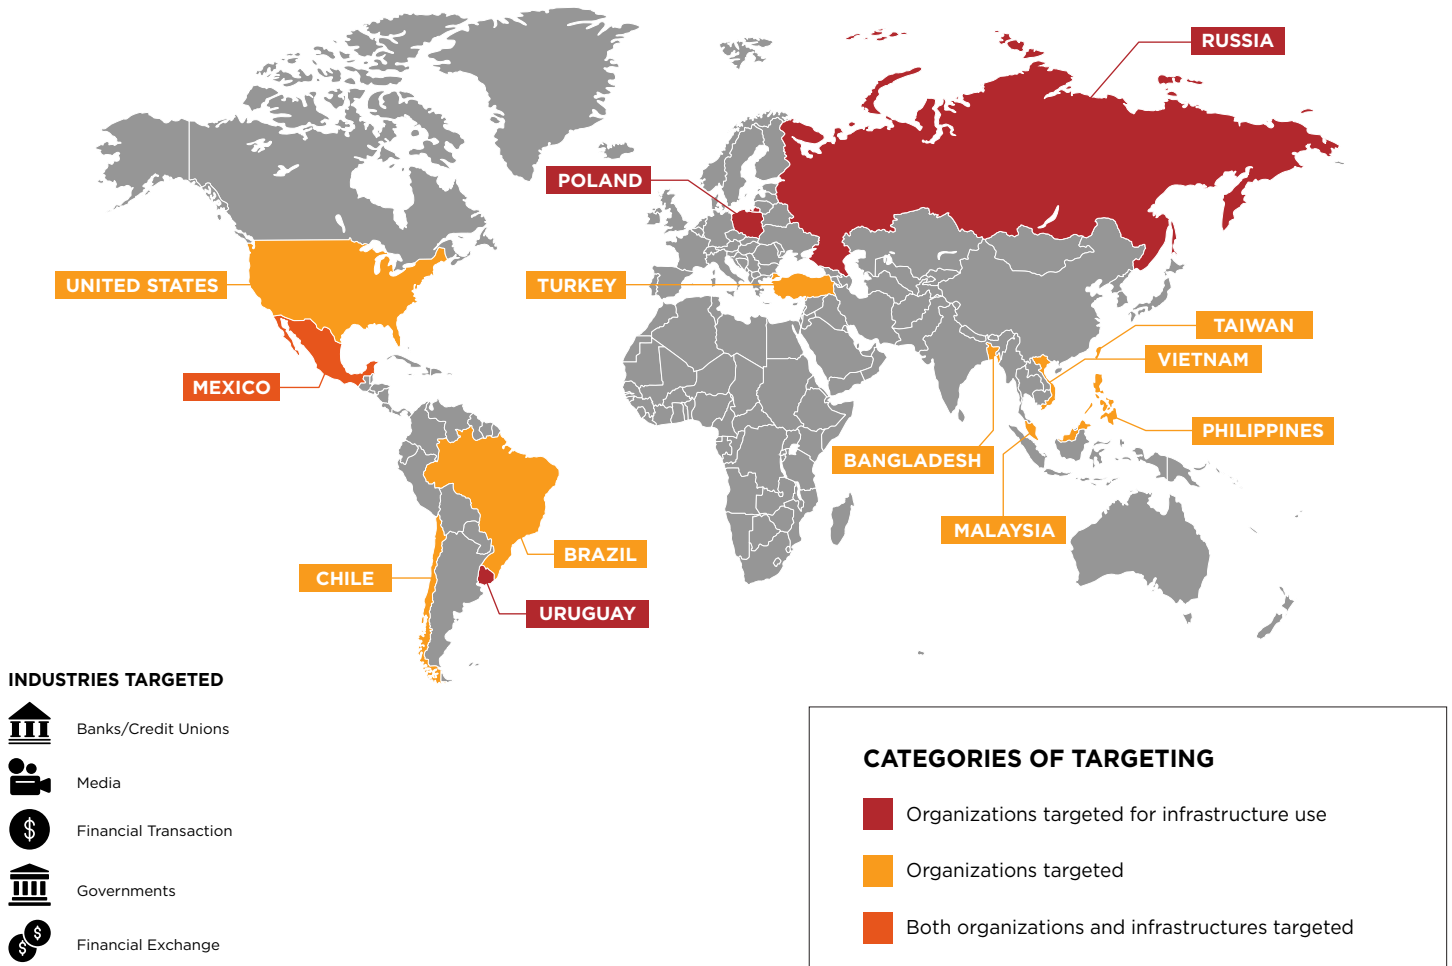 RUSSIA
POLAND
UNITED STATES
TURKEY
TAIWAN
VIETNAM
MEXICO
PHILIPPINES
BANGLADESH
MALAYSIA
BRAZIL
CHILE
URUGUAY
INDUSTRIES TARGETED
Banks/Credit Unions
Media
$
Financial Transaction
Governments
$ $
Financial Exchange
CATEGORIES OF TARGETING
Organizations targeted for infrastructure use
Organizations targeted
Both organizations and infrastructures targeted